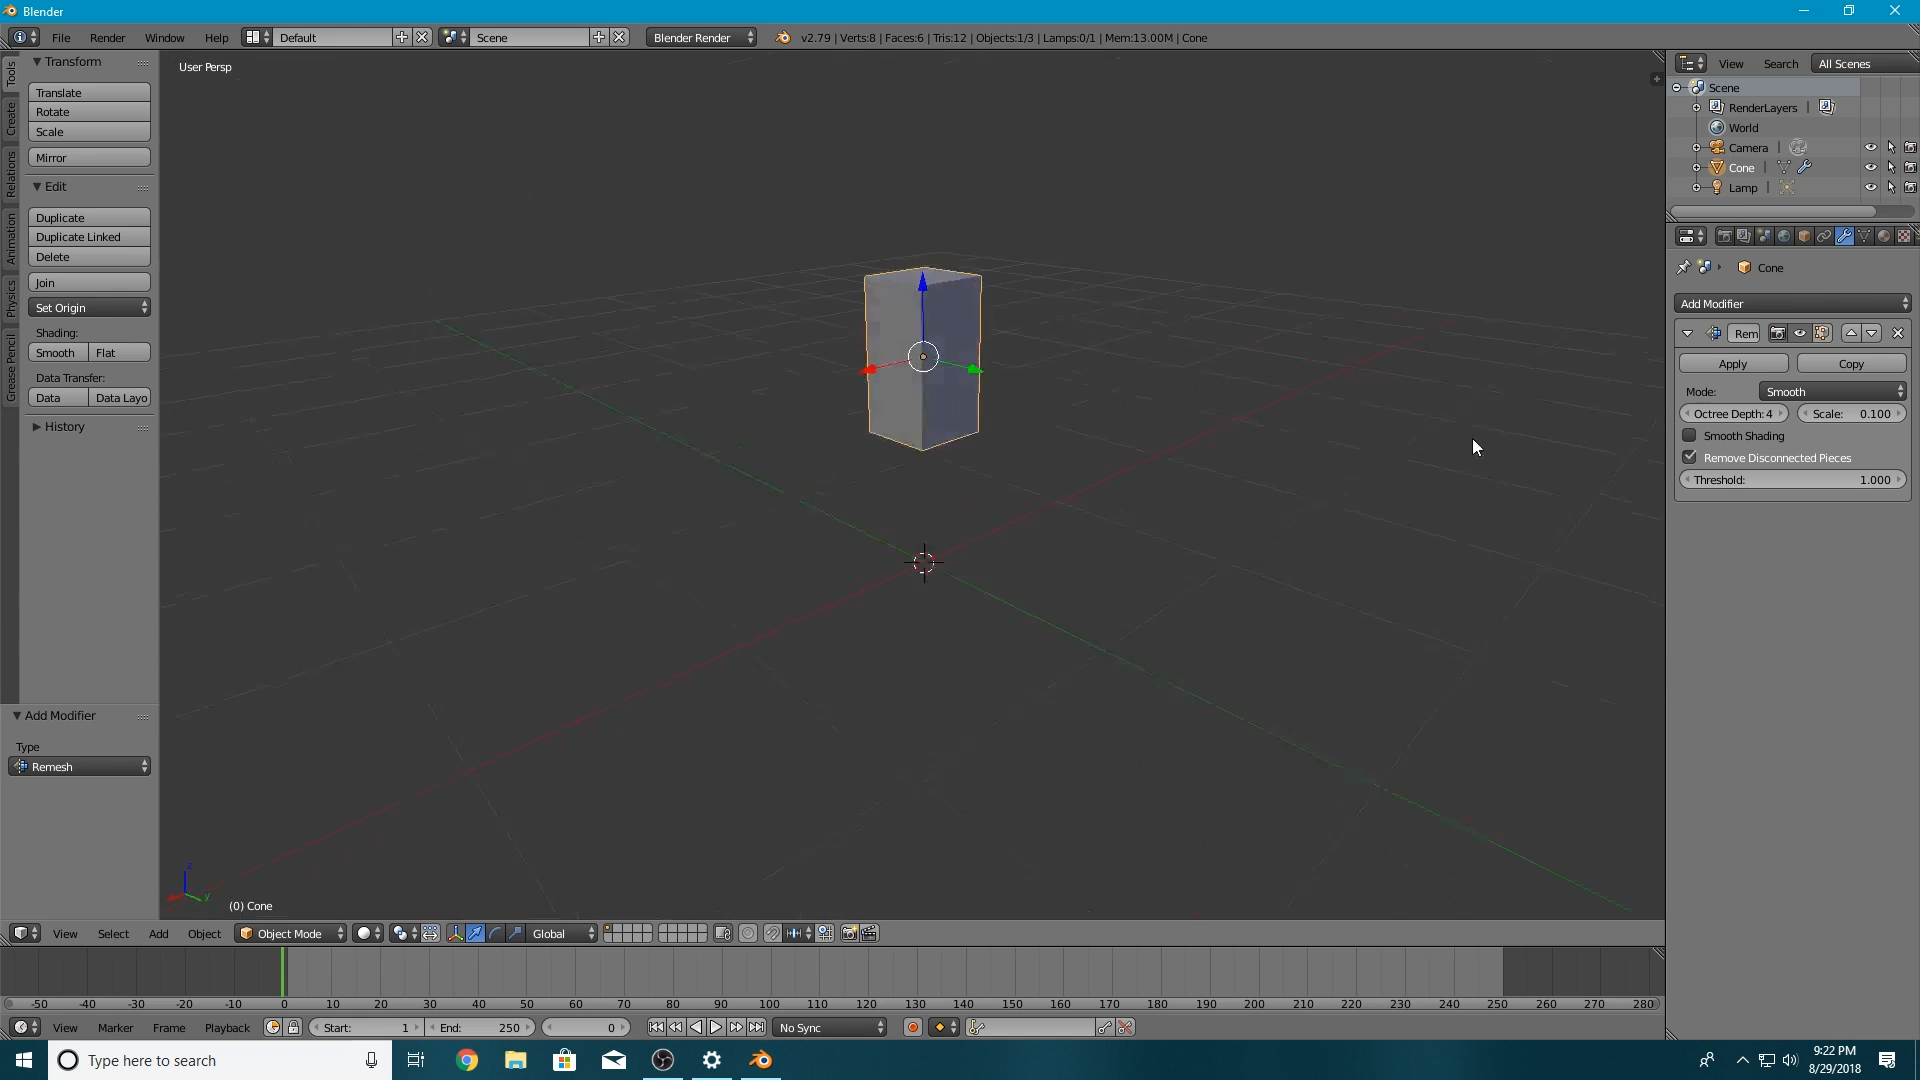 Blender
File Render Window Help Default Scene Blender Render v2.79 | Verts:8 | Faces:6 | Tris:12 | Objects:1/3 | Lamps:0/1 | Mem:13.00M | Cone
Tools
Create
Relations
Animation
Physics
Grease Pencil
Transform
Translate
Rotate
Scale
Mirror
Edit
Duplicate
Duplicate Linked
Delete
Join
Set Origin
Shading:
Smooth Flat
Data Transfer:
Data Data Layo
History
Add Modifier
Type
Remesh
User Persp
z
y
(0) Cone
View Search All Scenes
Scene
RenderLayers |
World
Camera |
Cone |
Lamp |
Cone
Add Modifier
Rem
Apply Copy
Mode: Smooth
Octree Depth: 4 Scale: 0.100
Smooth Shading
Remove Disconnected Pieces
Threshold: 1.000
View Select Add Object Object Mode Global
-50 -40 -30 -20 -10 0 10 20 30 40 50 60 70 80 90 100 110 120 130 140 150 160 170 180 190 200 210 220 230 240 250 260 270 280
View Marker Frame Playback Start: 1 End: 250 0 No Sync
Type here to search
9:22 PM
8/29/2018